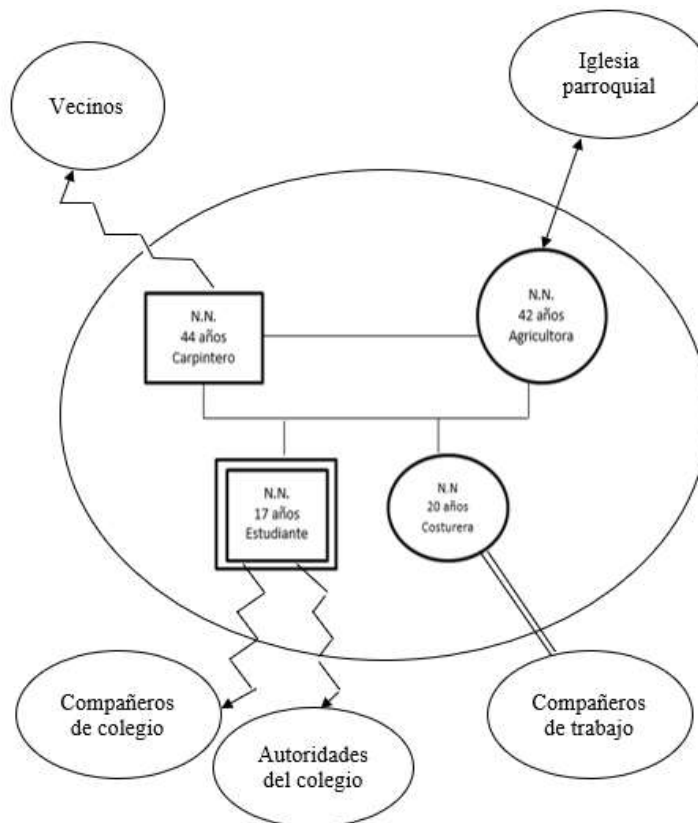 Iglesia
parroquial
Vecinos
N.N.
44 años
Carpintero
N.N.
42 años
Agricultora
N.N.
17 años
Estudiante
N.N
20 años
Costurera
Compañeros
de colegio
Autoridades
del colegio
Compañeros
de trabajo